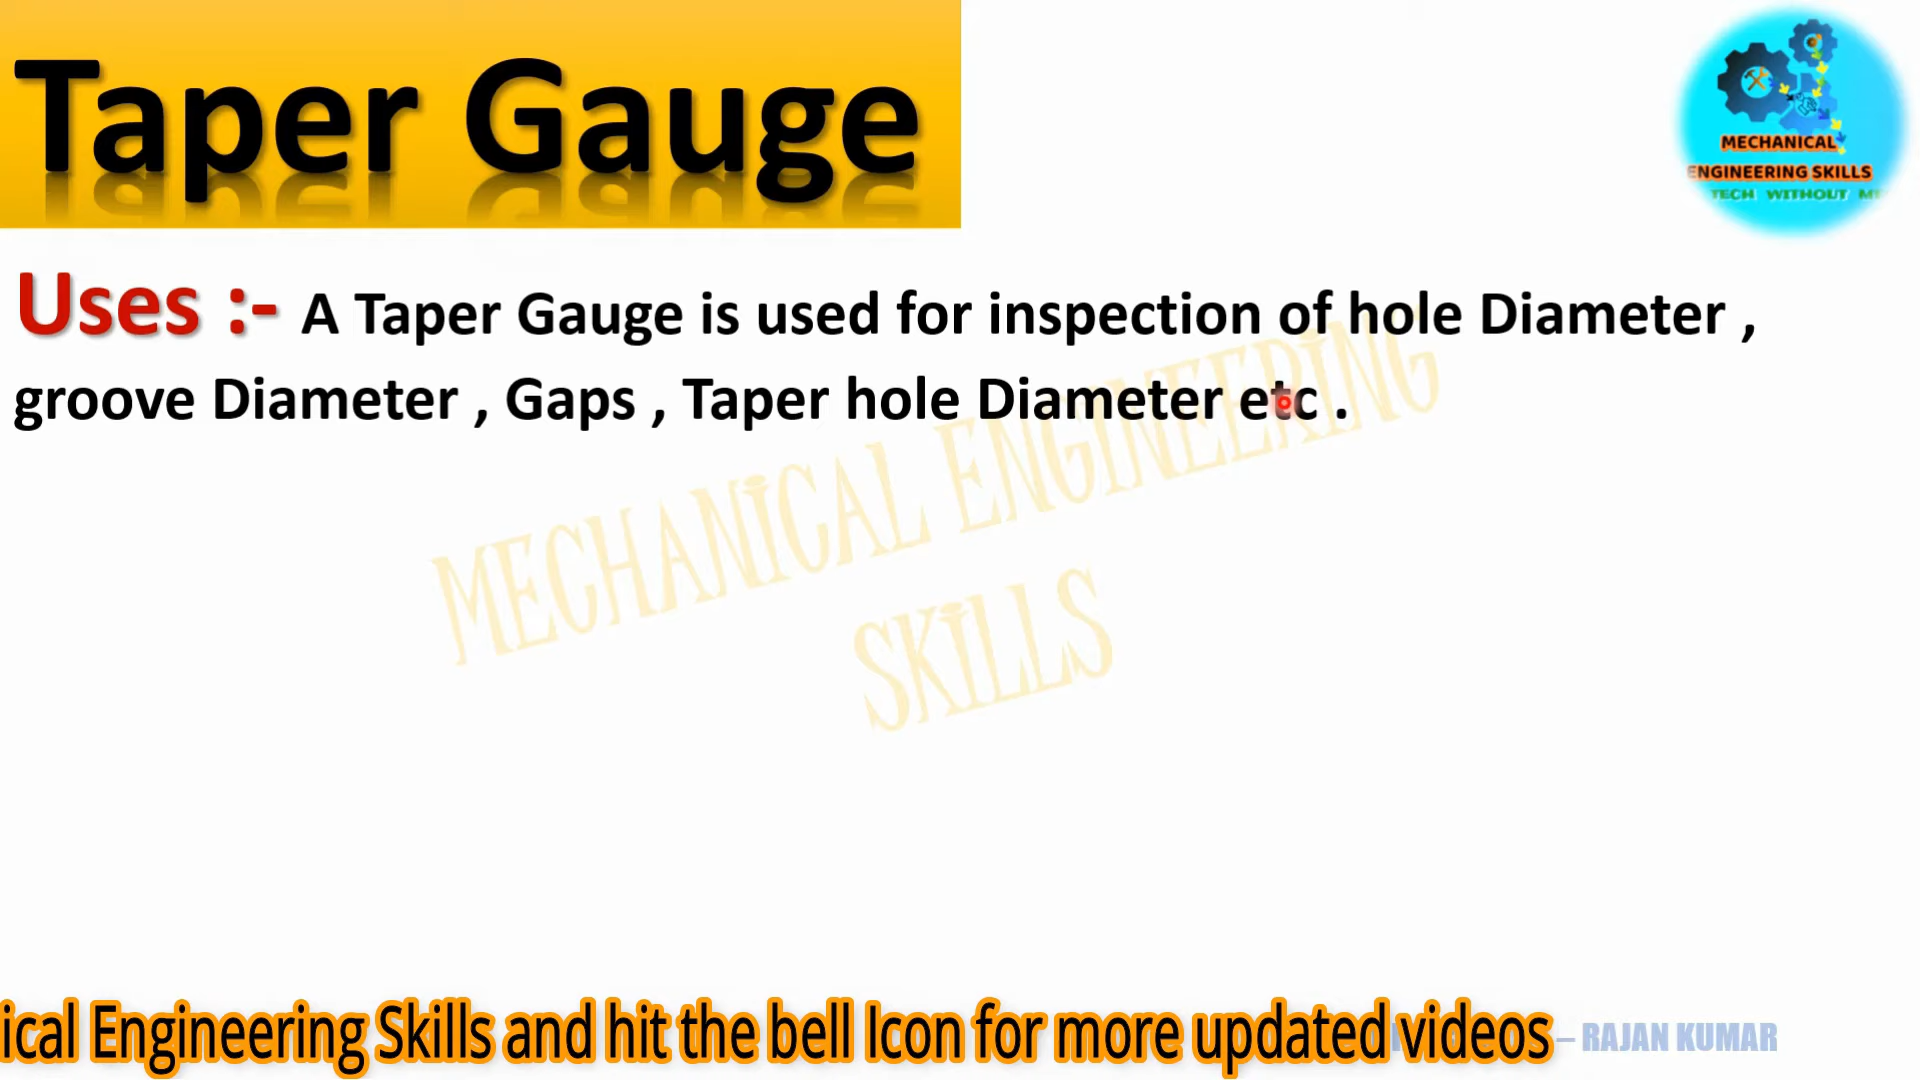 Taper Gauge
MECHANICAL
ENGINEERING SKILLS
TECH WITHOUT
Uses :- A Taper Gauge is used for inspection of hole Diameter ,
groove Diameter , Gaps , Taper hole Diameter etc .
MECHANICAL ENGINEERING
SKILLS
ical Engineering Skills and hit the bell Icon for more updated videos
– RAJAN KUMAR